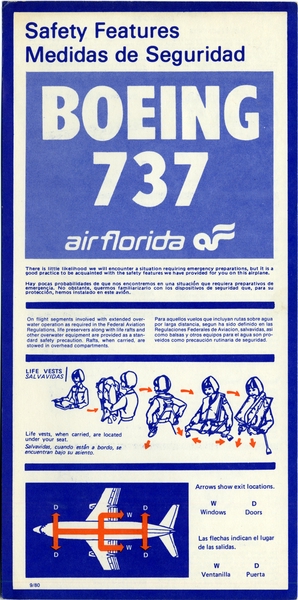 Safety Features
Medidas de Seguridad
BOEING
737
air florida
There is little likelihood we will encounter a situation requiring emergency preparations, but it is a
good practice to be acquainted with the safety features we have provided for you on this airplane.
Hay pocas probabilidades de que nos encontremos en una situación que requiera preparativos de
emergencia. No obstante, quermos familiarizarlo con los dispositivos de seguridad que, para su
protección, hemos instalado en este avión.
On flight segments involved with extended over-
water operation as required in the Federal Aviation
Regulations, life preservers along with life rafts and
other overwater equipment are provided as a stan-
dard safety precaution. Rafts, when carried, are
stowed in overhead compartments.
Para aquellos vuelos que incluyan rutas sobre agua
por larga distancia, segun ha sido definido en las
Regulaciones Federales de Aviacion, salvavidas, asi
como balsas y otros equipos para el agua son pro-
veidos como precaución rutinaria de seguridad.
LIFE VESTS
SALVAVIDAS
Life vests, when carried, are located
under your seat.
Salvavidas, cuando están a bordo, se
encuentran bajo su asiento.
Arrows show exit locations.
W D
Windows Doors
Las flechas indican el lugar
de las salidas.
W D
Ventanilla Puerta
D W D
D W D
9/80